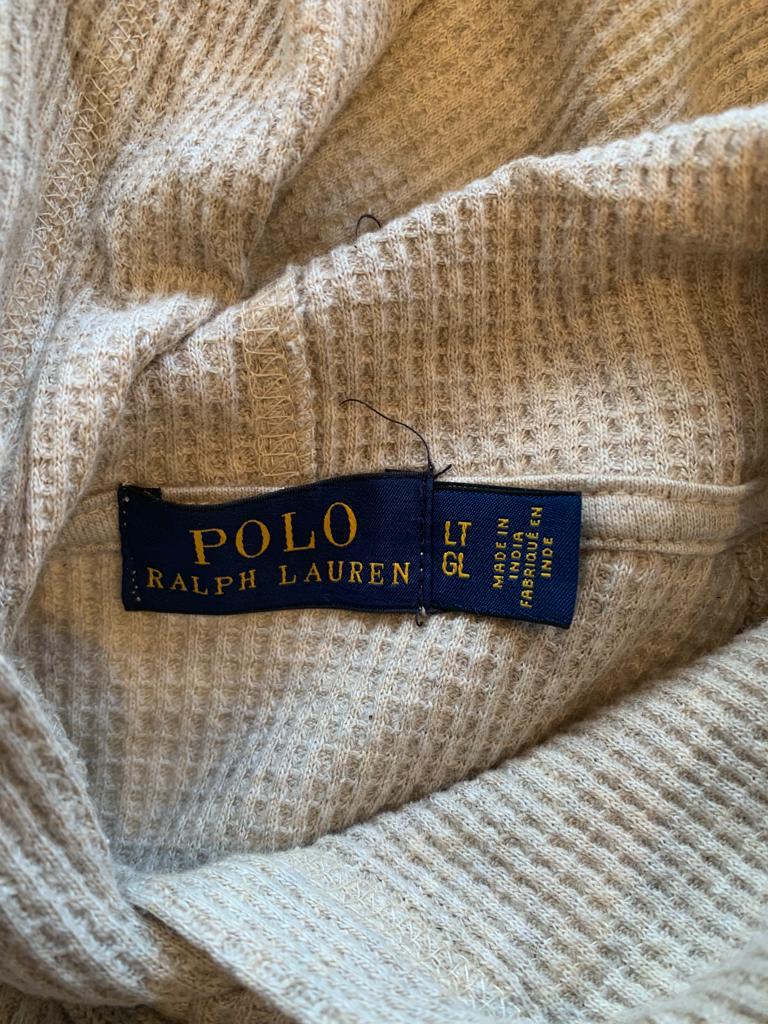 POLO
RALPH LAUREN
LT
GL
MADE IN
INDIA
FABRIQUÉ EN
INDE